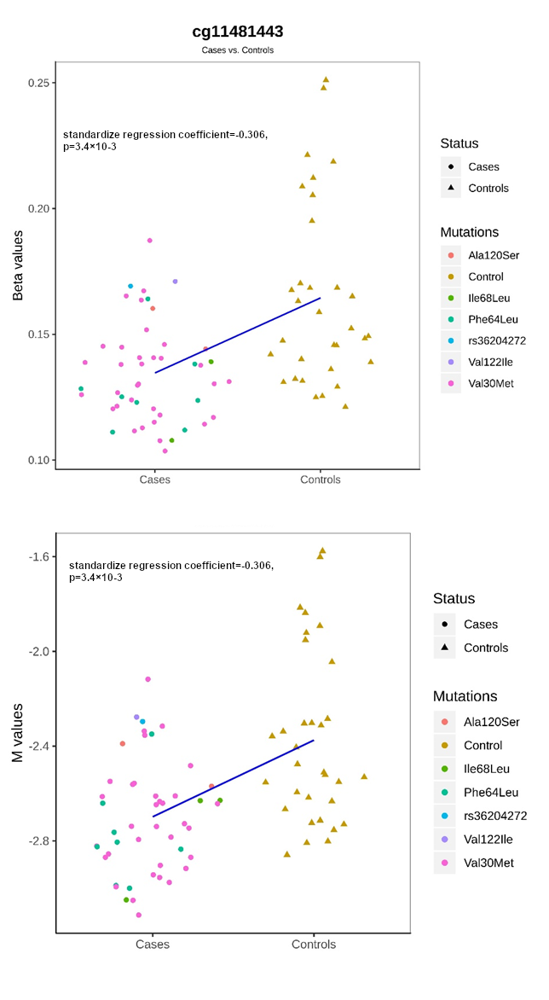 cg11481443
Cases vs. Controls
0.25
standardize regression coefficient=-0.306,
p=3.4×10-3
0.20
Beta values
0.15
0.10
Cases
Controls
Status
Cases
Controls
Mutations
Ala120Ser
Control
Ile68Leu
Phe64Leu
rs36204272
Val122Ile
Val30Met
-1.6
standardize regression coefficient=-0.306,
p=3.4×10-3
-2.0
M values
-2.4
-2.8
Cases
Controls
Status
Cases
Controls
Mutations
Ala120Ser
Control
Ile68Leu
Phe64Leu
rs36204272
Val122Ile
Val30Met